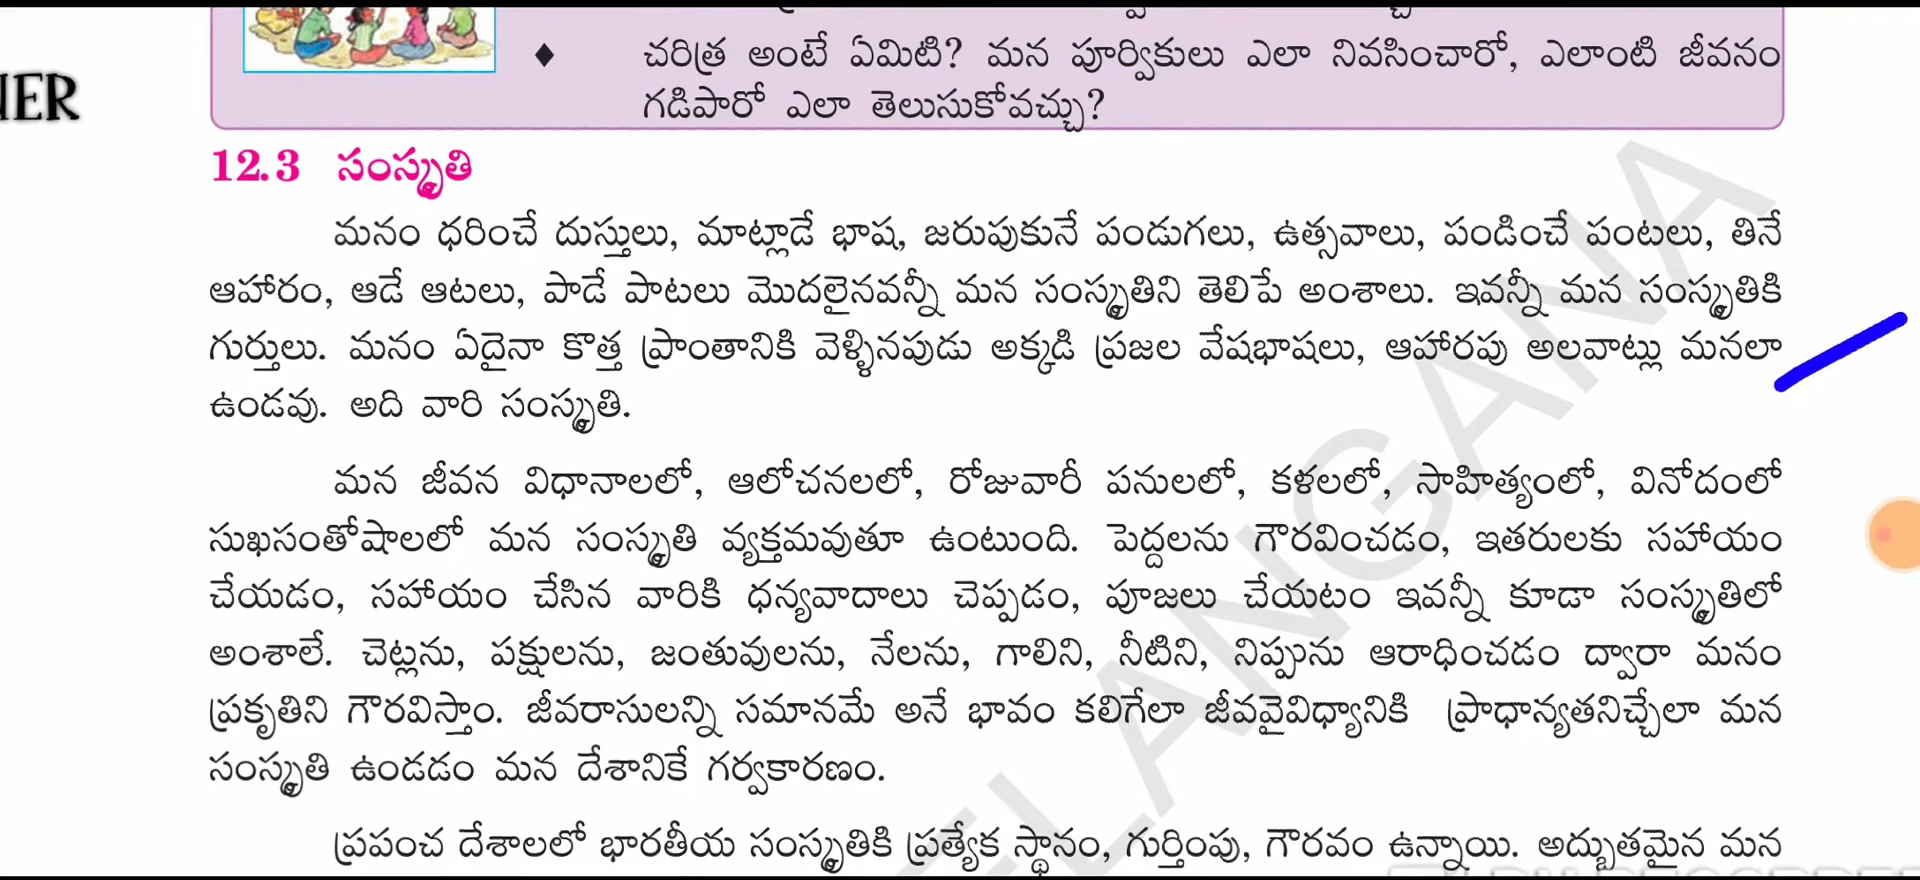 చరిత్ర అంటే ఏమిటి? మన పూర్వికులు ఎలా నివసించారో, ఎలాంటి జీవనం
గడిపారో ఎలా తెలుసుకోవచ్చు?
NER
12.3 సంస్కృతి
మనం ధరించే దుస్తులు, మాట్లాడే భాష, జరుపుకునే పండుగలు, ఉత్సవాలు, పండించే పంటలు, తినే
ఆహారం, ఆడే ఆటలు, పాడే పాటలు మొదలైనవన్నీ మన సంస్కృతిని తెలిపే అంశాలు. ఇవన్నీ మన సంస్కృతికి
గుర్తులు. మనం ఏదైనా కొత్త ప్రాంతానికి వెళ్ళినపుడు అక్కడి ప్రజల వేషభాషలు, ఆహారపు అలవాట్లు మనలా
ఉండవు. అది వారి సంస్కృతి.
మన జీవన విధానాలలో, ఆలోచనలలో, రోజువారీ పనులలో, కళలలో, సాహిత్యంలో, వినోదంలో
సుఖసంతోషాలలో మన సంస్కృతి వ్యక్తమవుతూ ఉంటుంది. పెద్దలను గౌరవించడం, ఇతరులకు సహాయం
చేయడం, సహాయం చేసిన వారికి ధన్యవాదాలు చెప్పడం, పూజలు చేయటం ఇవన్నీ కూడా సంస్కృతిలో
అంశాలే. చెట్లను, పక్షులను, జంతువులను, నేలను, గాలిని, నీటిని, నిప్పును ఆరాధించడం ద్వారా మనం
ప్రకృతిని గౌరవిస్తాం. జీవరాసులన్ని సమానమే అనే భావం కలిగేలా జీవవైవిధ్యానికి ప్రాధాన్యతనిచ్చేలా మన
సంస్కృతి ఉండడం మన దేశానికే గర్వకారణం.
ప్రపంచ దేశాలలో భారతీయ సంస్కృతికి ప్రత్యేక స్థానం, గుర్తింపు, గౌరవం ఉన్నాయి. అద్భుతమైన మన
ELANGANA